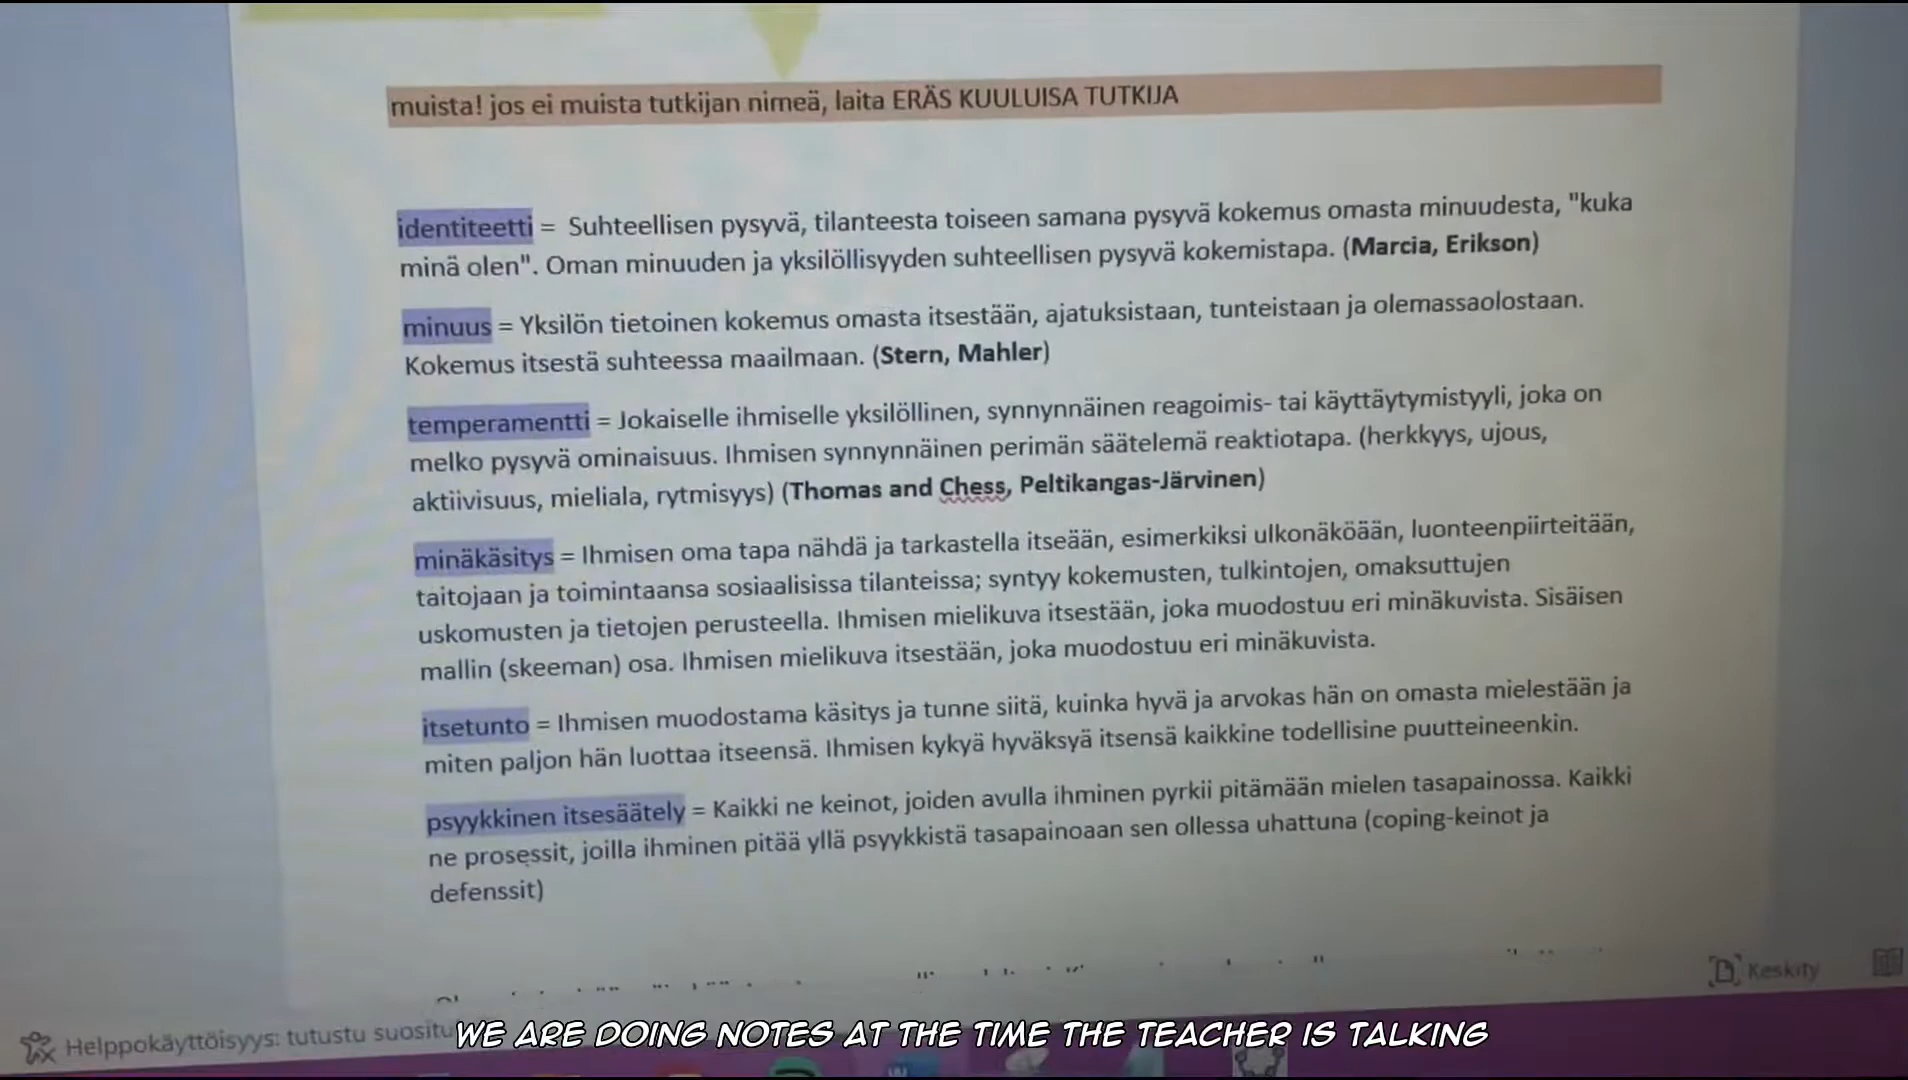 muista! jos ei muista tutkijan nimeä, laita ERÄS KUULUISA TUTKIJA
identiteetti = Suhteellisen pysyvä, tilanteesta toiseen samana pysyvä kokemus omasta minuudesta, "kuka
minä olen". Oman minuuden ja yksilöllisyyden suhteellisen pysyvä kokemistapa. (Marcia, Erikson)
minuus = Yksilön tietoinen kokemus omasta itsestään, ajatuksistaan, tunteistaan ja olemassaolostaan.
Kokemus itsestä suhteessa maailmaan. (Stern, Mahler)
temperamentti = Jokaiselle ihmiselle yksilöllinen, synnynnäinen reagoimis- tai käyttäytymistyyli, joka on
melko pysyvä ominaisuus. Ihmisen synnynnäinen perimän säätelemä reaktiotapa. (herkkyys, ujous,
aktiivisuus, mieliala, rytmisyys) (Thomas and Chess, Peltikangas-Järvinen)
minäkäsitys = Ihmisen oma tapa nähdä ja tarkastella itseään, esimerkiksi ulkonäköään, luonteenpiirteitään,
taitojaan ja toimintaansa sosiaalisissa tilanteissa; syntyy kokemusten, tulkintojen, omaksuttujen
uskomusten ja tietojen perusteella. Ihmisen mielikuva itsestään, joka muodostuu eri minäkuvista. Sisäisen
mallin (skeeman) osa. Ihmisen mielikuva itsestään, joka muodostuu eri minäkuvista.
itsetunto = Ihmisen muodostama käsitys ja tunne siitä, kuinka hyvä ja arvokas hän on omasta mielestään ja
miten paljon hän luottaa itseensä. Ihmisen kykyä hyväksyä itsensä kaikkine todellisine puutteineenkin.
psyykkinen itsesäätely = Kaikki ne keinot, joiden avulla ihminen pyrkii pitämään mielen tasapainossa. Kaikki
ne prosessit, joilla ihminen pitää yllä psyykkistä tasapainoaan sen ollessa uhattuna (coping-keinot ja
defenssit)
Keskity
Helppokäyttöisyys: tutustu suositu
WE ARE DOING NOTES AT THE TIME THE TEACHER IS TALKING